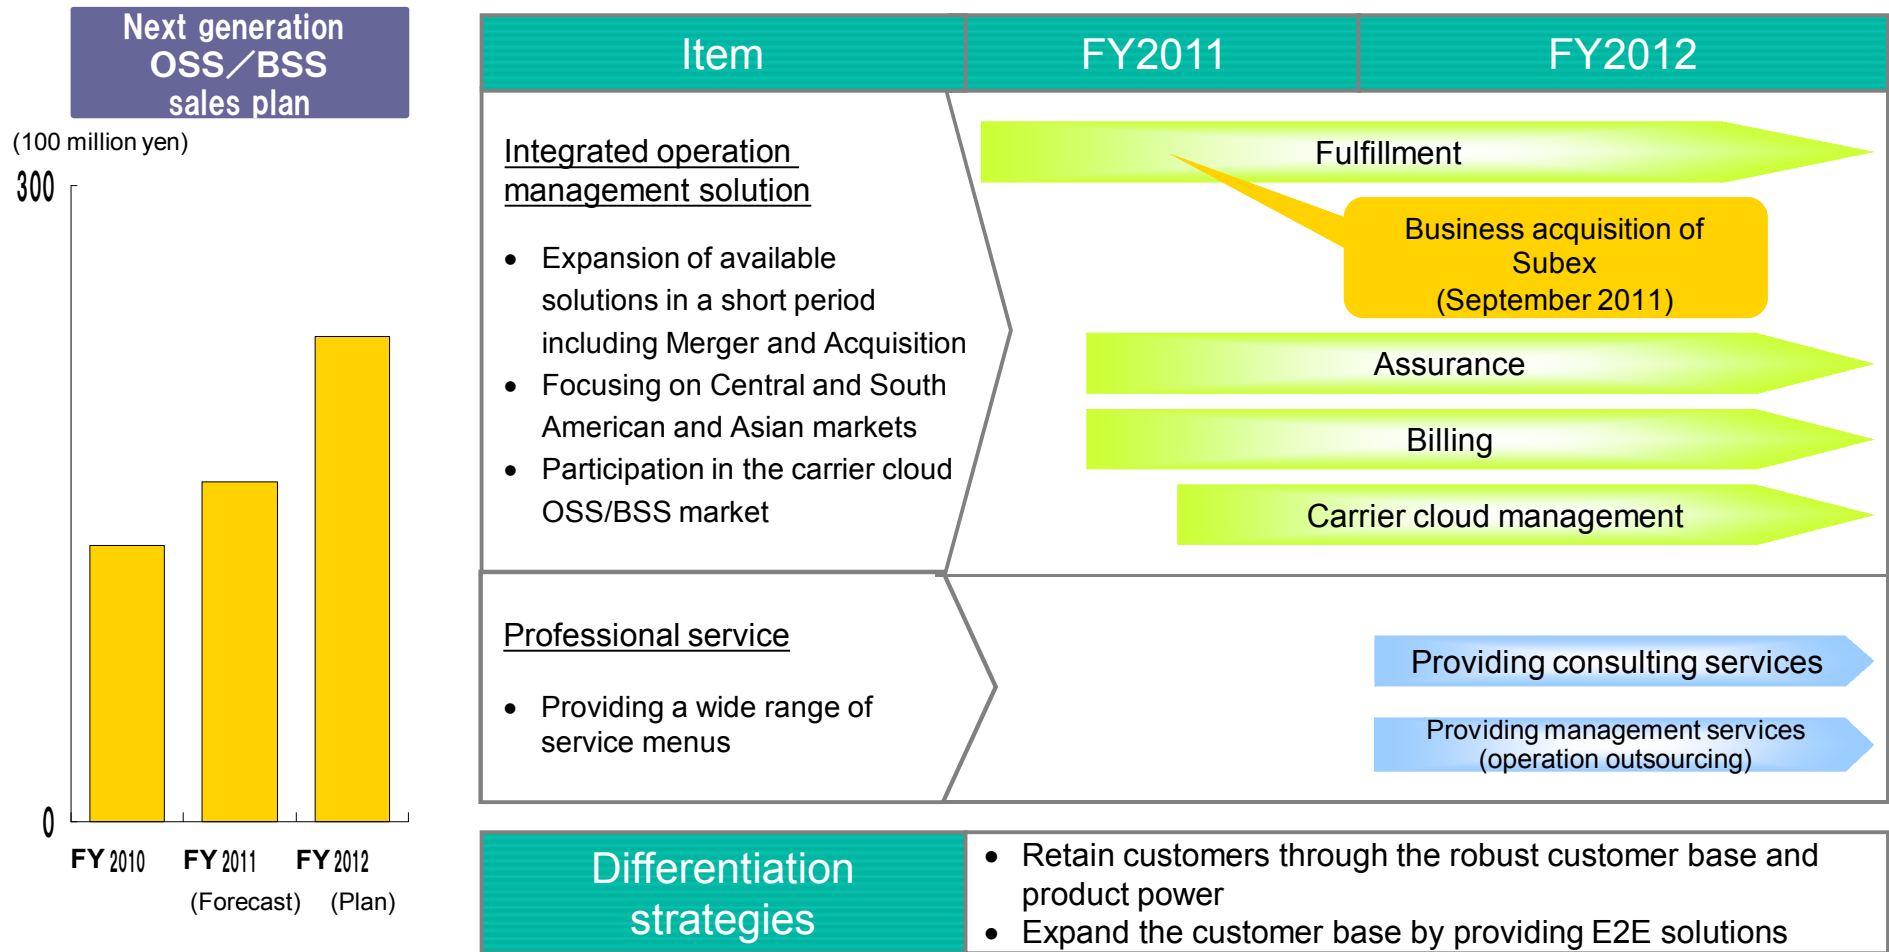 Next generation
OSS／BSS
sales plan
(100 million yen)
300
0
FY 2010
FY 2011
FY 2012
(Forecast)
(Plan)
Item
FY2011
FY2012
Integrated operation
management solution
• Expansion of available
solutions in a short period
including Merger and Acquisition
• Focusing on Central and South
American and Asian markets
• Participation in the carrier cloud
OSS/BSS market
Fulfillment
Business acquisition of
Subex
(September 2011)
Assurance
Billing
Carrier cloud management
Professional service
• Providing a wide range of
service menus
Providing consulting services
Providing management services
(operation outsourcing)
Differentiation
strategies
• Retain customers through the robust customer base and
product power
• Expand the customer base by providing E2E solutions